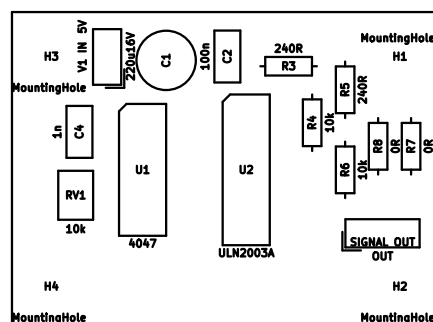 MountingHole
H3
V1 IN 5V
220u16V
C1
100n
C2
240R
R3
H1
MountingHole
R5
240R
1n
C4
R4
10k
U1
U2
R8
0R
R7
0R
R6
10k
RV1
10k
4047
ULN2003A
SIGNAL OUT
OUT
H4
H2
MountingHole
MountingHole